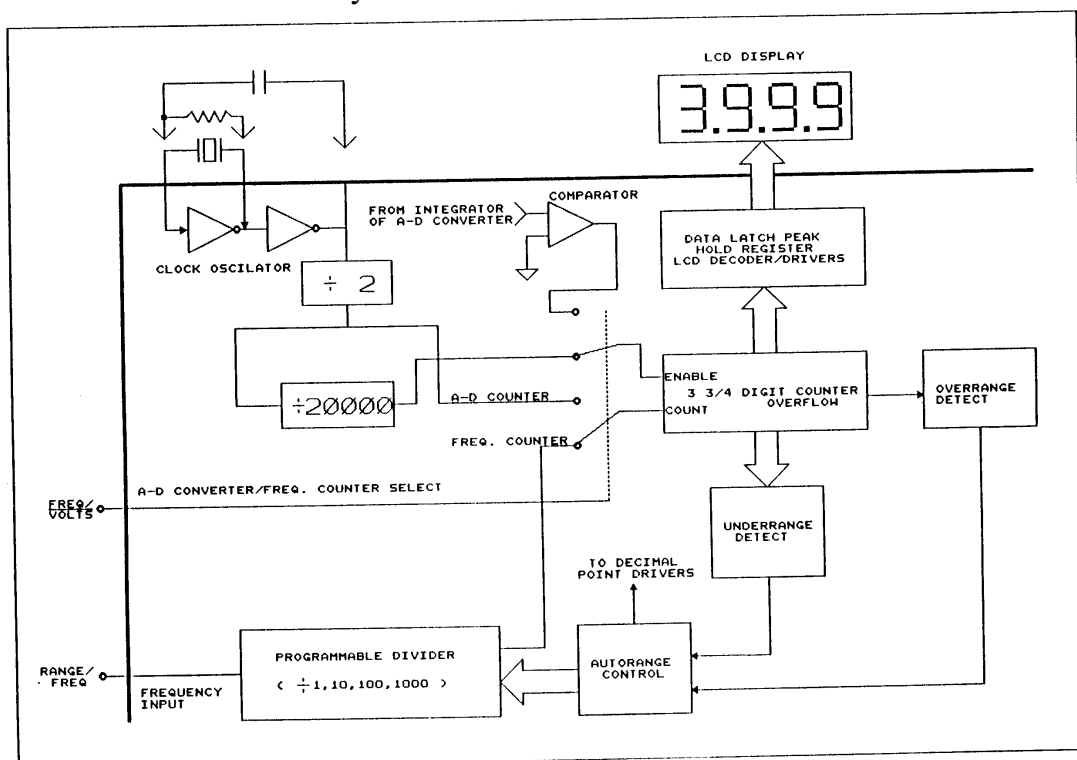 LCD DISPLAY
3.9.9.9
COMPARATOR
FROM INTEGRATOR
OF A-D CONVERTER
CLOCK OSCILATOR
÷ 2
DATA LATCH PEAK
HOLD REGISTER
LCD DECODER/DRIVERS
÷20000
A-D COUNTER
FREQ. COUNTER
ENABLE
3 3/4 DIGIT COUNTER
OVERFLOW
COUNT
OVERRANGE
DETECT
A-D CONVERTER/FREQ. COUNTER SELECT
FREQ/
VOLTS
UNDERRANGE
DETECT
TO DECIMAL
POINT DRIVERS
RANGE/
FREQ
FREQUENCY
INPUT
PROGRAMMABLE DIVIDER
( ÷1,10,100,1000 )
AUTORANGE
CONTROL